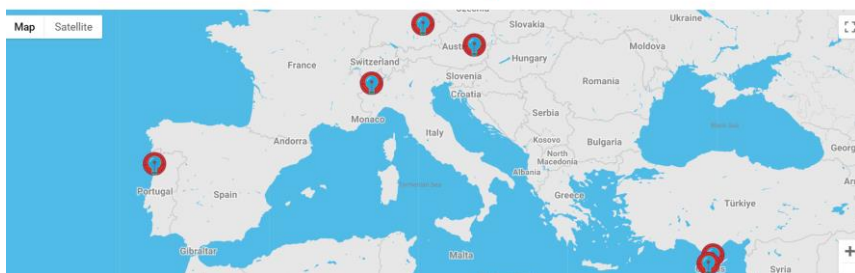 Map Satellite
Slovakia
Ukraine
France
Austria
Switzerland
Hungary
Moldova
Slovenia
Croatia
Romania
Serbia
Monaco
Andorra
Italy
Kosovo
Bulgaria
North
Macedonia
Georg
Albania
Portugal
Spain
Greece
Türkiye
Gibraltar
Malta
Syria
+